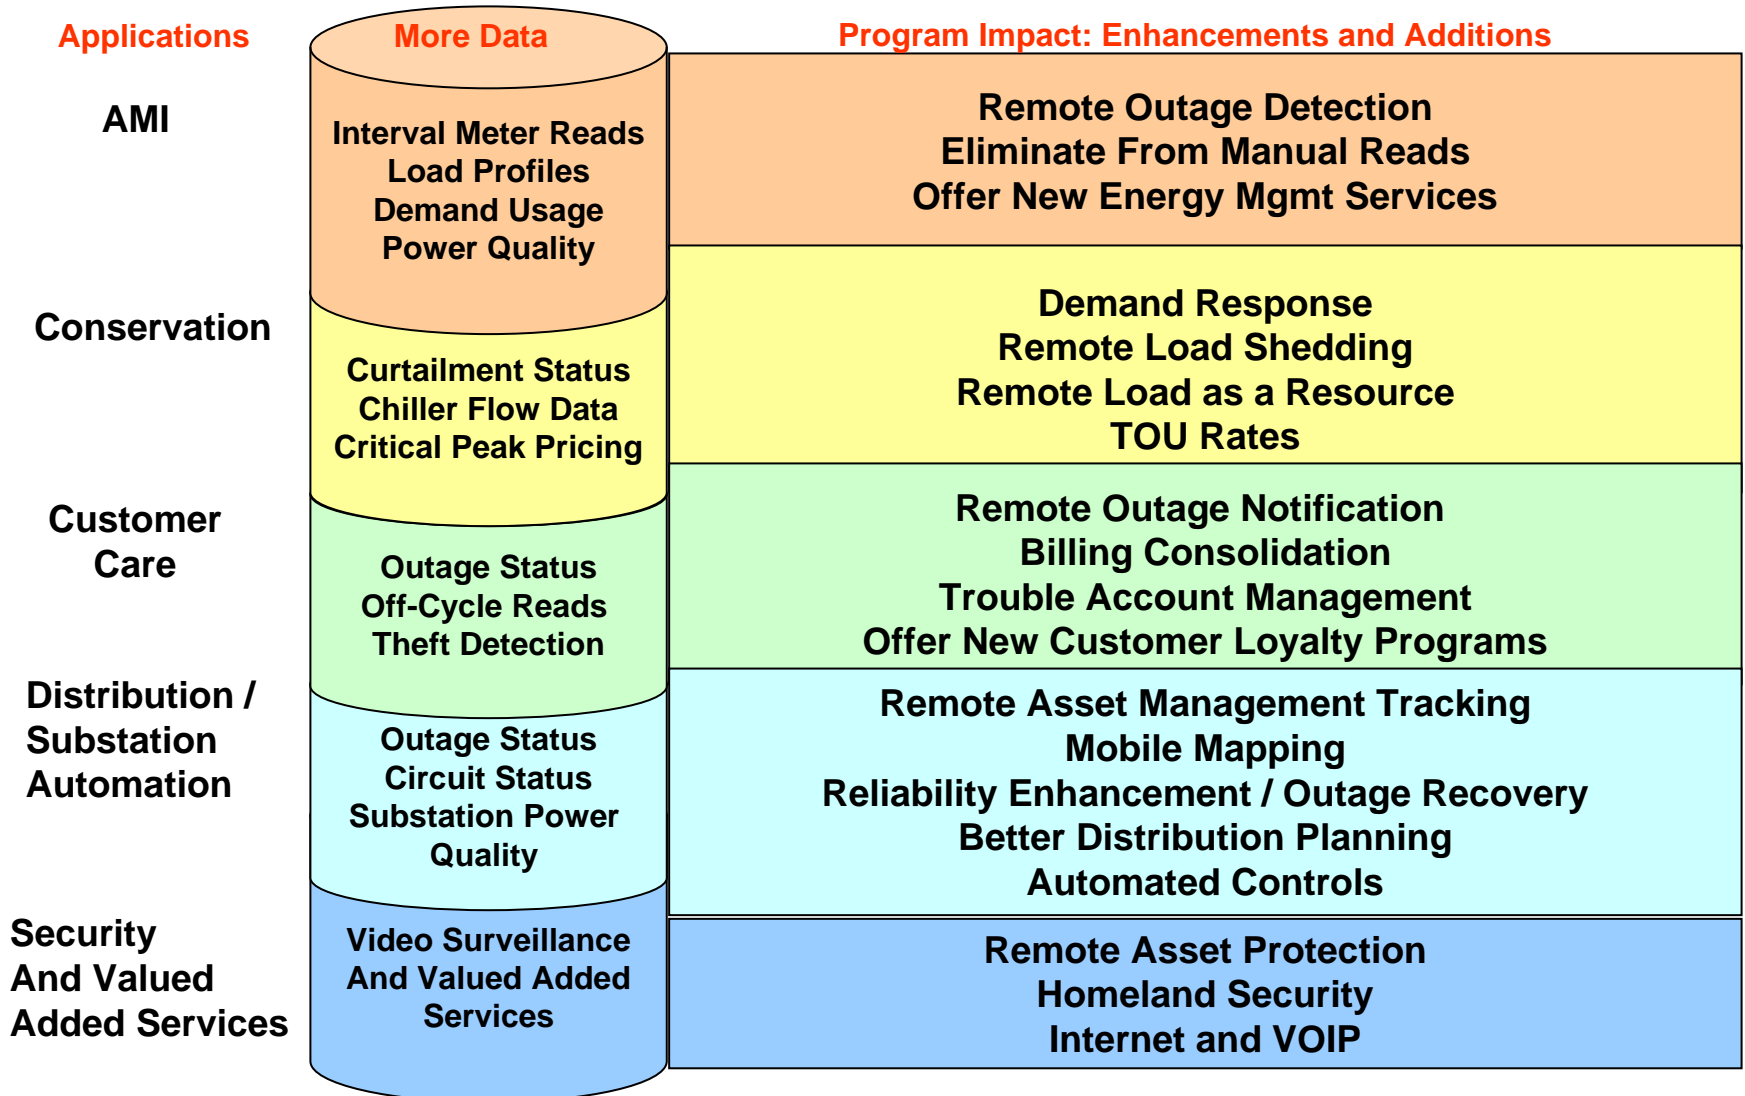 Applications
More Data
Program Impact: Enhancements and Additions
AMI
Interval Meter Reads
Load Profiles
Demand Usage
Power Quality
Remote Outage Detection
Eliminate From Manual Reads
Offer New Energy Mgmt Services
Conservation
Curtailment Status
Chiller Flow Data
Critical Peak Pricing
Demand Response
Remote Load Shedding
Remote Load as a Resource
TOU Rates
Customer
Care
Outage Status
Off-Cycle Reads
Theft Detection
Remote Outage Notification
Billing Consolidation
Trouble Account Management
Offer New Customer Loyalty Programs
Distribution /
Substation
Automation
Outage Status
Circuit Status
Substation Power
Quality
Remote Asset Management Tracking
Mobile Mapping
Reliability Enhancement / Outage Recovery
Better Distribution Planning
Automated Controls
Security
And Valued
Added Services
Video Surveillance
And Valued Added
Services
Remote Asset Protection
Homeland Security
Internet and VOIP